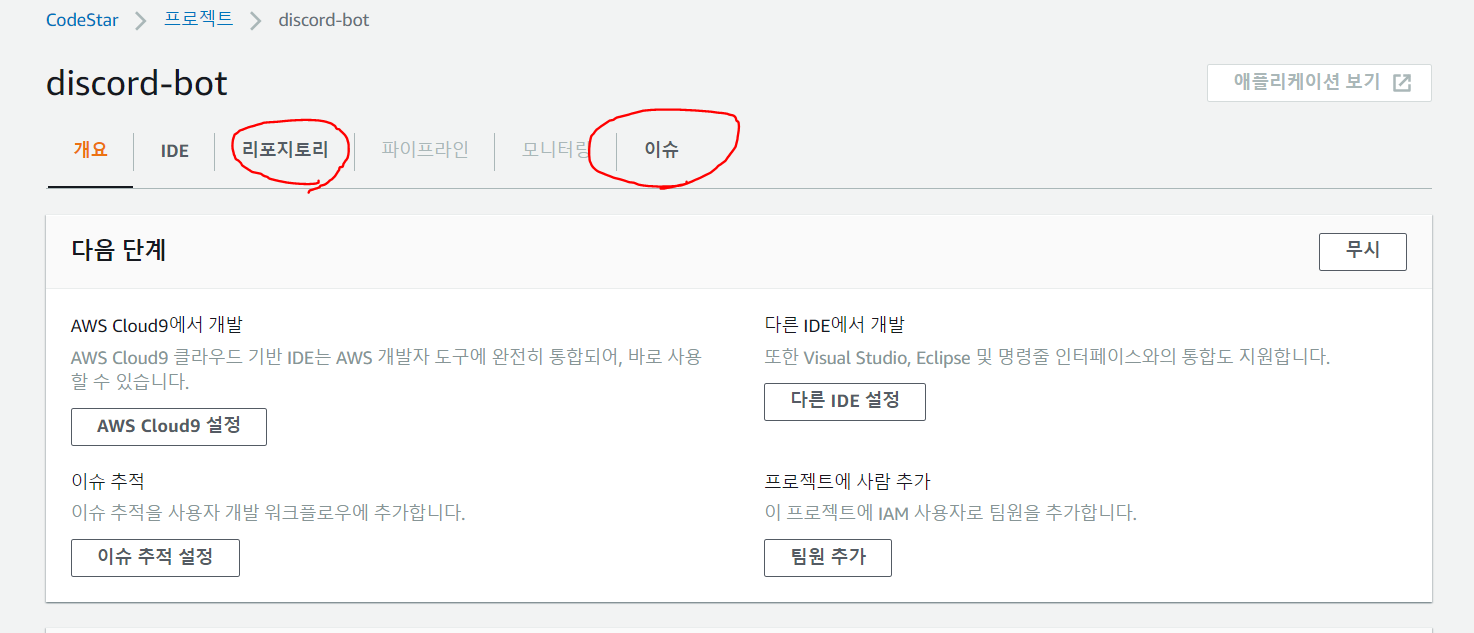 CodeStar > 프로젝트 > discord-bot
discord-bot
애플리케이션 보기
개요 IDE 리포지토리 파이프라인 모니터링 이슈
다음 단계
무시
AWS Cloud9에서 개발
AWS Cloud9 클라우드 기반 IDE는 AWS 개발자 도구에 완전히 통합되어, 바로 사용
할 수 있습니다.
AWS Cloud9 설정
다른 IDE에서 개발
또한 Visual Studio, Eclipse 및 명령줄 인터페이스와의 통합도 지원합니다.
다른 IDE 설정
이슈 추적
이슈 추적을 사용자 개발 워크플로우에 추가합니다.
이슈 추적 설정
프로젝트에 사람 추가
이 프로젝트에 IAM 사용자로 팀원을 추가합니다.
팀원 추가